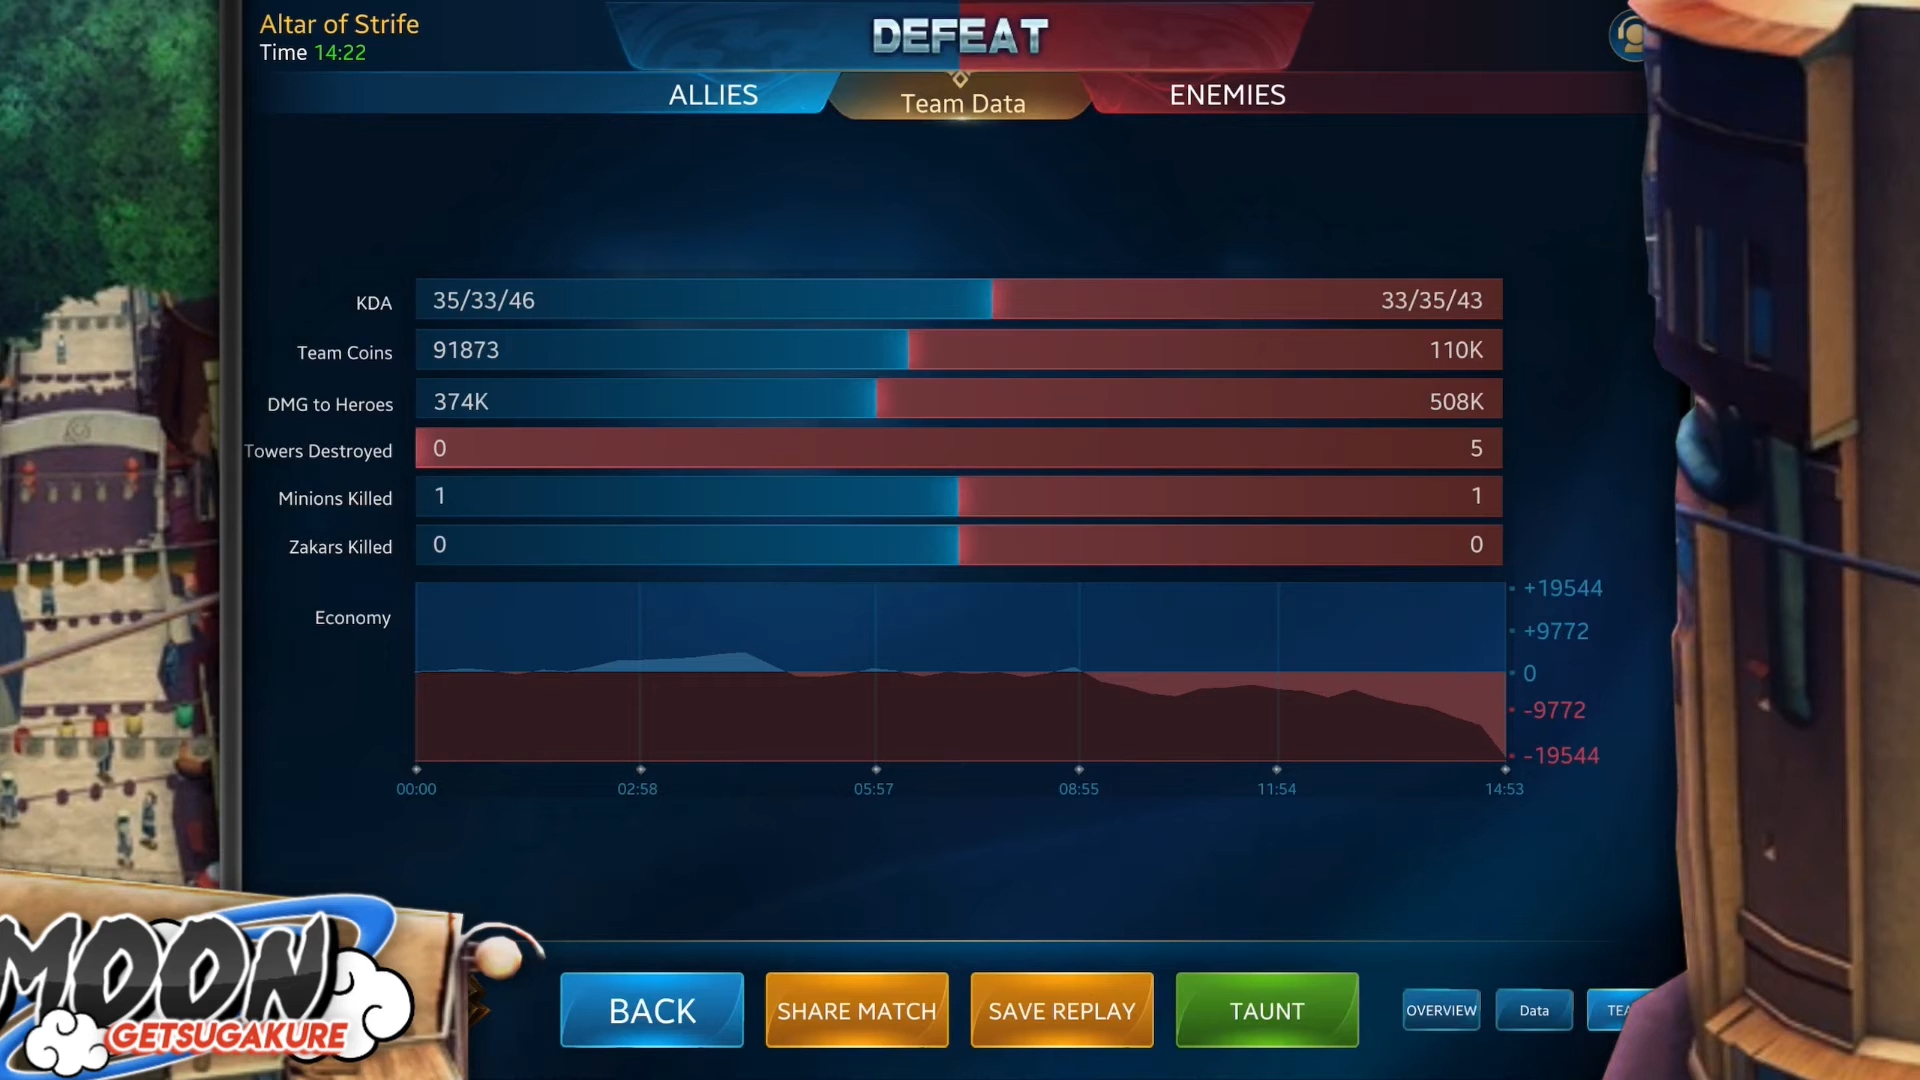 Altar of Strife
Time 14:22
DEFEAT
ALLIES
Team Data
ENEMIES
KDA 35/33/46 33/35/43
Team Coins 91873 110K
DMG to Heroes 374K 508K
Towers Destroyed 0 5
Minions Killed 1 1
Zakars Killed 0 0
Economy
+19544
+9772
0
-9772
-19544
00:00 02:58 05:57 08:55 11:54 14:53
MOON
GETSUGAKURE
BACK
SHARE MATCH
SAVE REPLAY
TAUNT
OVERVIEW
Data